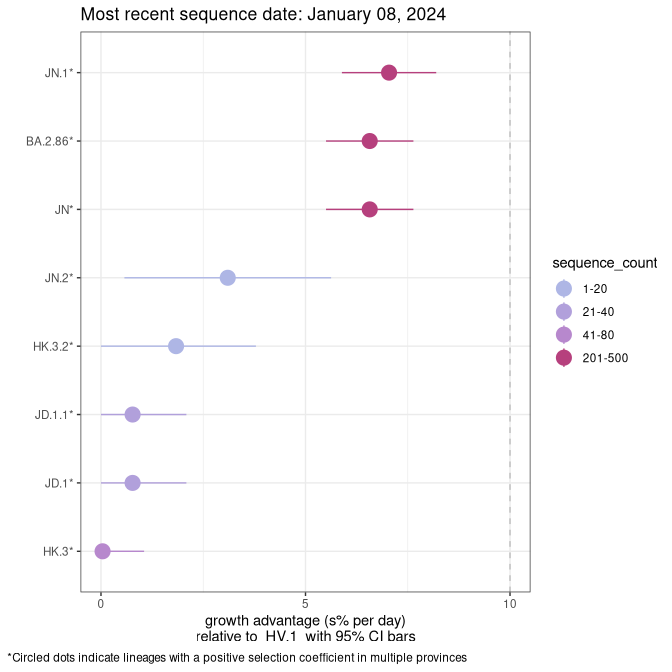 Most recent sequence date: January 08, 2024
JN.1*
BA.2.86*
JN*
JN.2*
HK.3.2*
JD.1.1*
JD.1*
HK.3*
0 5 10
growth advantage (s% per day)
relative to HV.1 with 95% CI bars
sequence_count
1-20
21-40
41-80
201-500
*Circled dots indicate lineages with a positive selection coefficient in multiple provinces